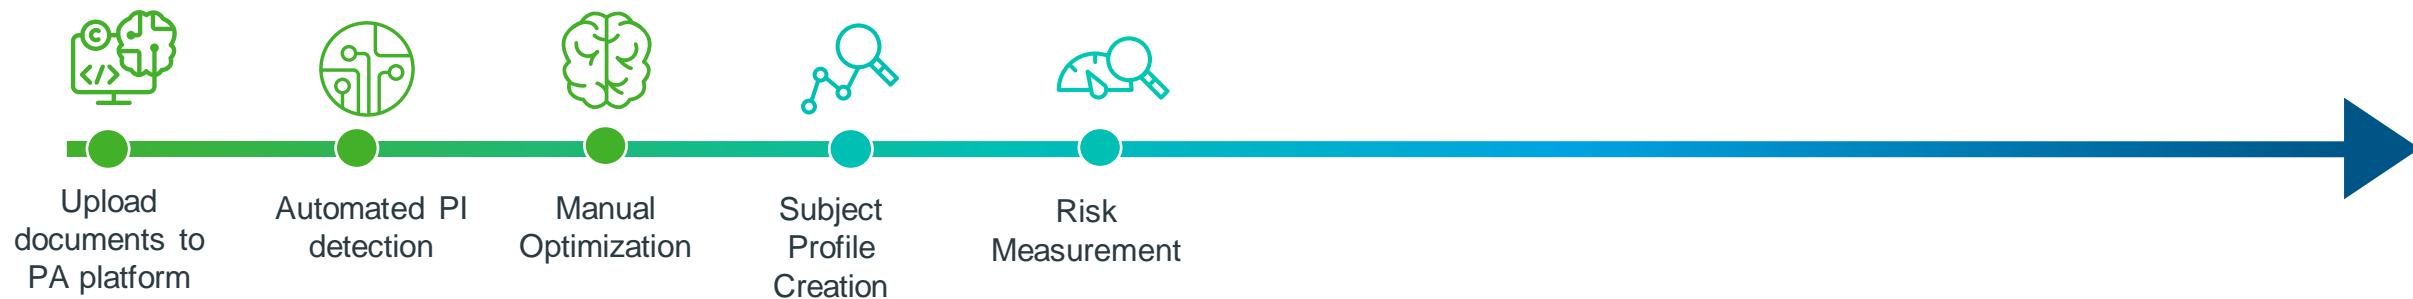 ©
</>
Upload
documents to
PA platform
Automated PI
detection
Manual
Optimization
Subject
Profile
Creation
Risk
Measurement